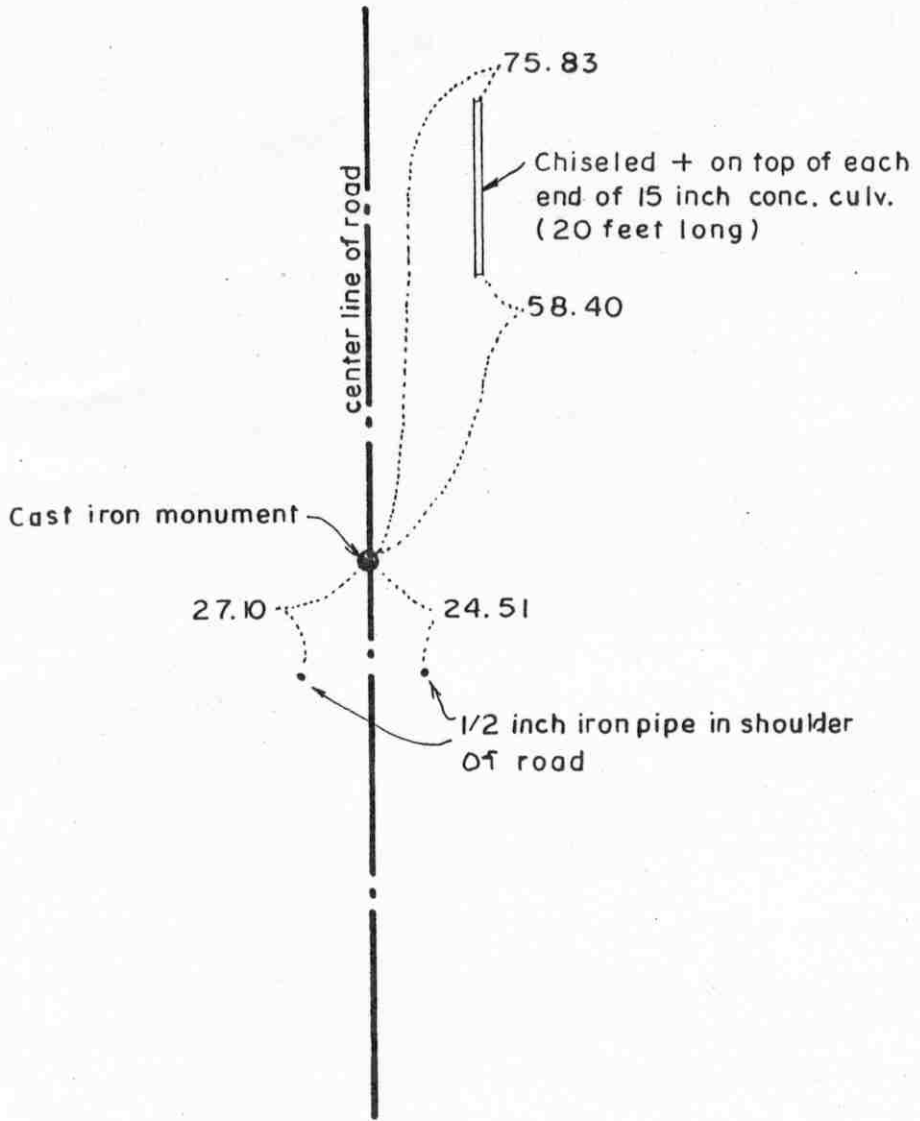 75.83
Chiseled + on top of each
end of 15 inch conc. culv.
(20 feet long)
center line of road
58.40
Cast iron monument
27.10
24.51
1/2 inch iron pipe in shoulder
Of road